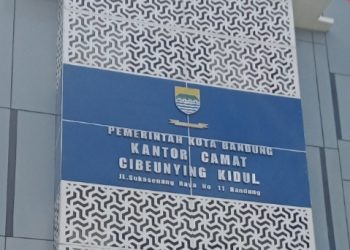 PEMERINTAH KOTA BANDUNG
KANTOR CAMAT
CIBEUNYING KIDUL
Jl. Sukasenang Raya No 11 Bandung